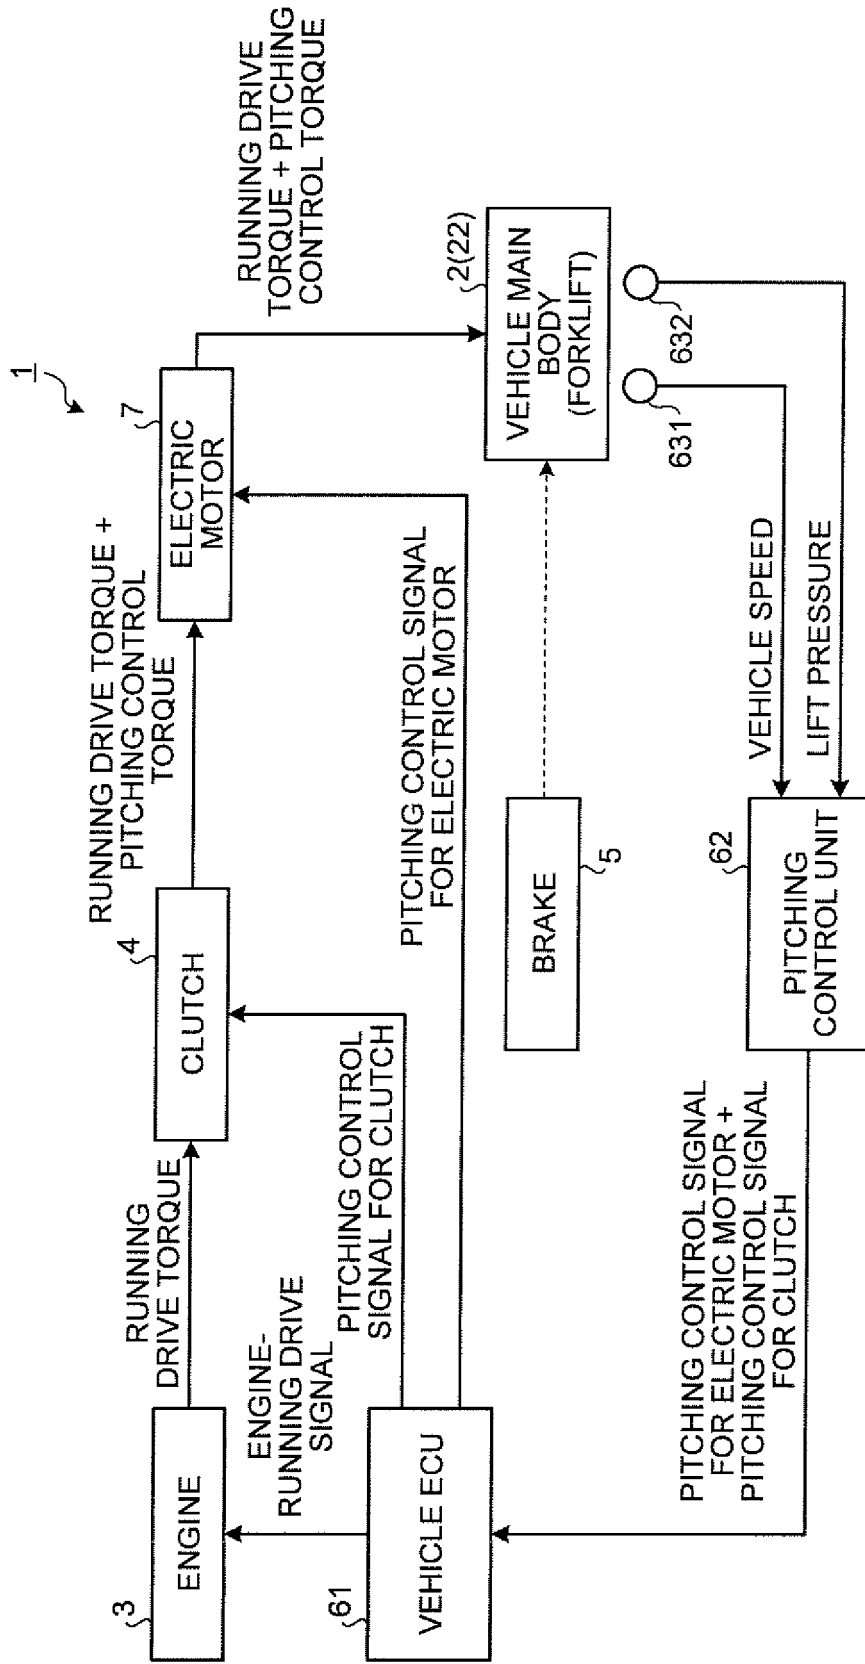 1
3
ENGINE
RUNNING
DRIVE TORQUE
4
CLUTCH
RUNNING DRIVE TORQUE +
PITCHING CONTROL
TORQUE
7
ELECTRIC
MOTOR
RUNNING DRIVE
TORQUE + PITCHING
CONTROL TORQUE
ENGINE-
RUNNING DRIVE
SIGNAL
PITCHING CONTROL
SIGNAL FOR CLUTCH
PITCHING CONTROL SIGNAL
FOR ELECTRIC MOTOR
61
VEHICLE ECU
BRAKE
5
2(22)
VEHICLE MAIN
BODY
(FORKLIFT)
631
632
VEHICLE SPEED
LIFT PRESSURE
62
PITCHING
CONTROL UNIT
PITCHING CONTROL SIGNAL
FOR ELECTRIC MOTOR +
PITCHING CONTROL SIGNAL
FOR CLUTCH